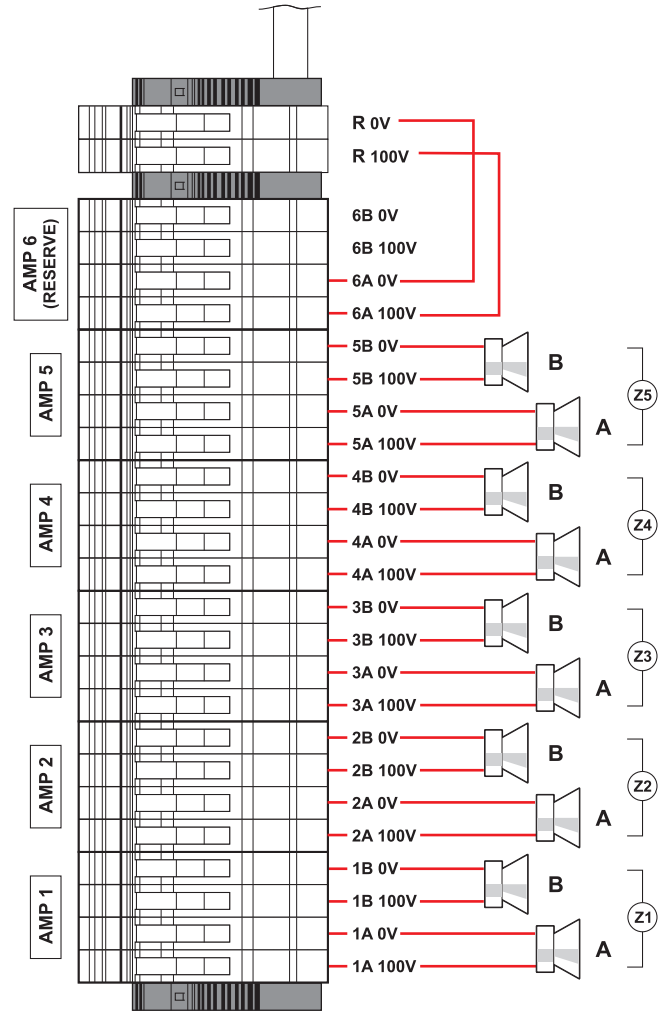 R 0V
R 100V
AMP 6
(RESERVE)
6B 0V
6B 100V
6A 0V
6A 100V
AMP 5
5B 0V
B
5B 100V
Z5
5A 0V
A
5A 100V
AMP 4
4B 0V
B
4B 100V
Z4
4A 0V
A
4A 100V
AMP 3
3B 0V
B
3B 100V
Z3
3A 0V
A
3A 100V
AMP 2
2B 0V
B
2B 100V
Z2
2A 0V
A
2A 100V
AMP 1
1B 0V
B
1B 100V
Z1
1A 0V
A
1A 100V